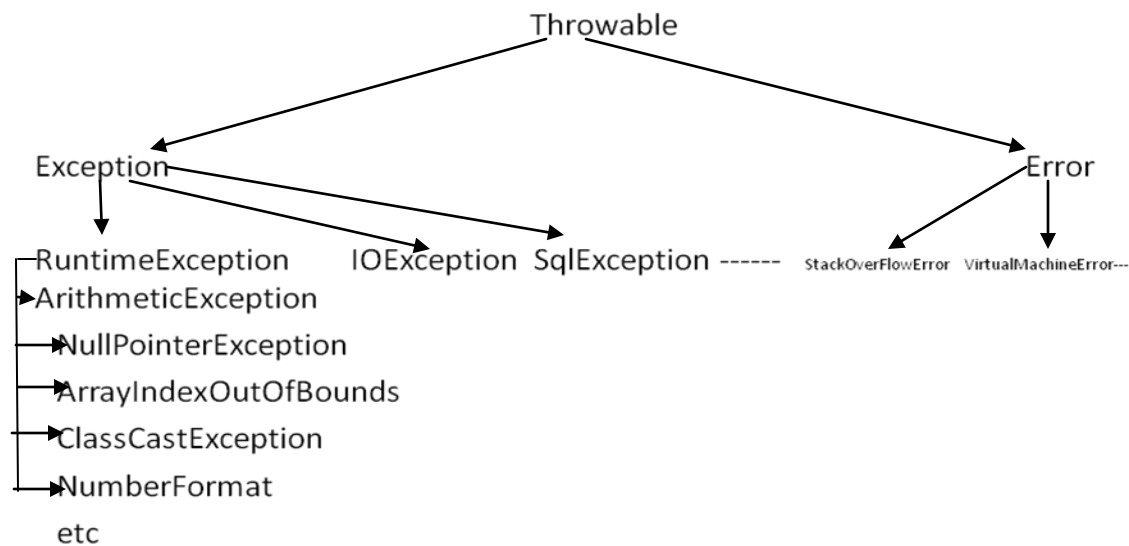 Throwable
Exception Error
RuntimeException IOException SqlException ------ StackOverFlowError VirtualMachineError---
ArithmeticException
NullPointerException
ArrayIndexOutOfBounds
ClassCastException
NumberFormat
etc